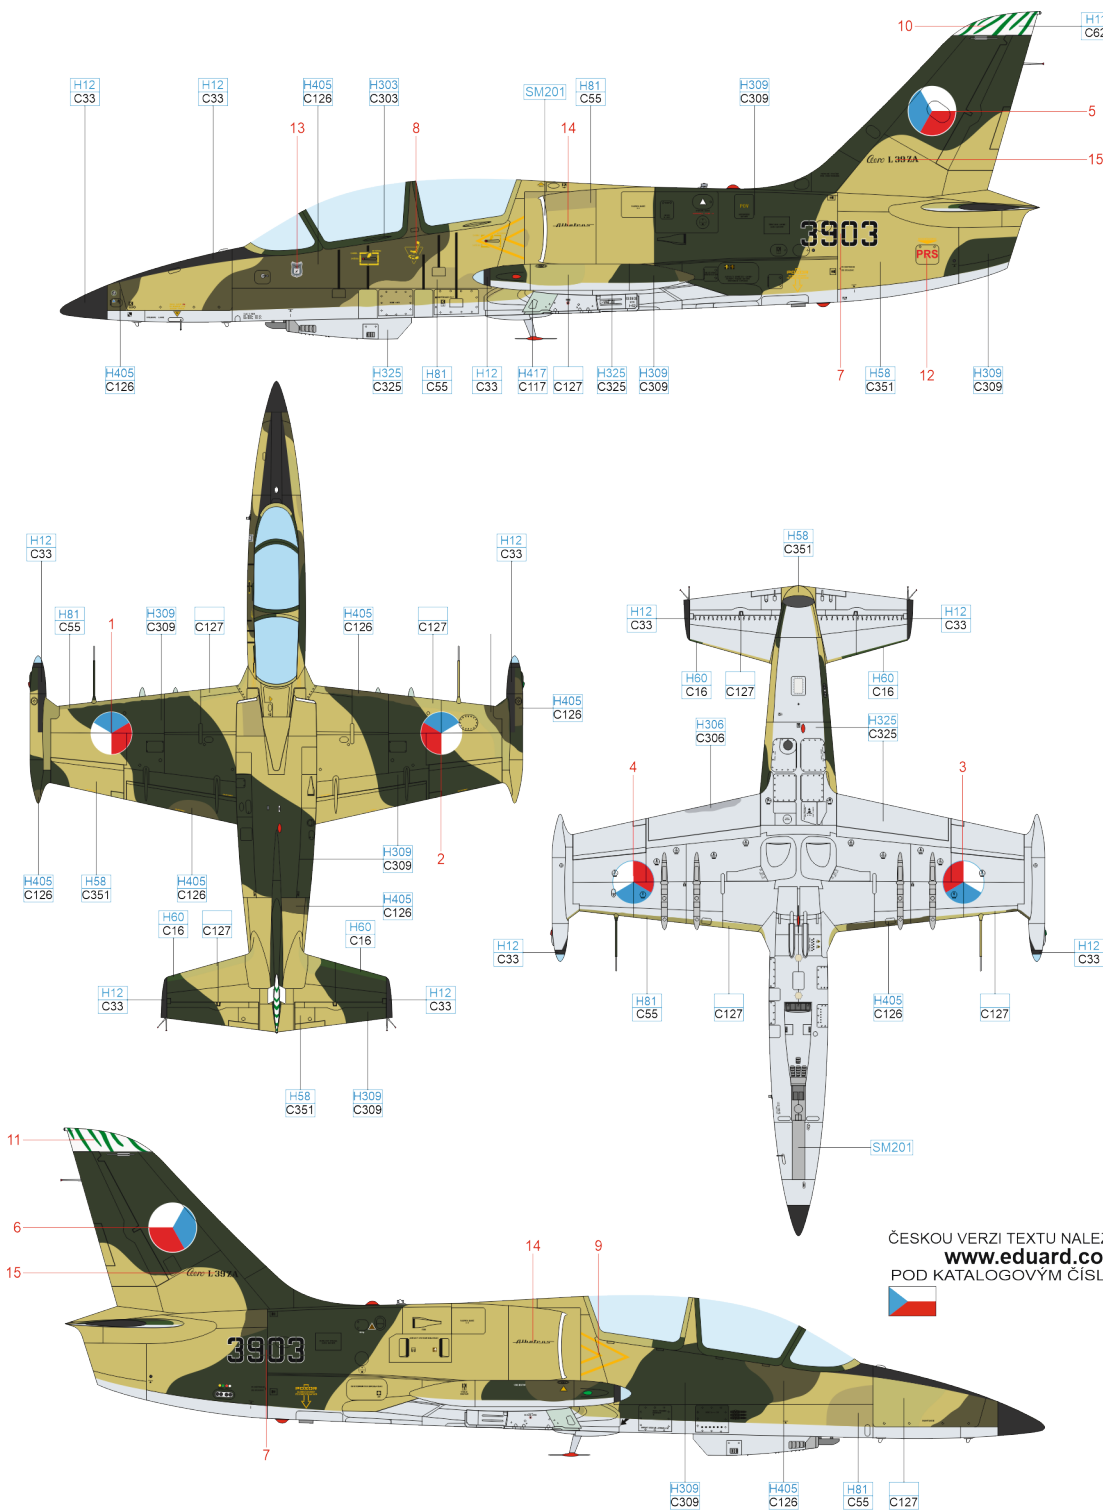 10
H12
C33
H12
C33
H405
C126
H303
C303
SM201
H81
C55
H309
C309
13
8
14
5
15
Aero L 39 ZA
Albatros
3903
PRS
H405
C126
H325
C325
H81
C55
H12
C33
H417
C117
C127
H325
C325
H309
C309
7
H58
C351
12
H309
C309
H12
C33
H12
C33
H81
C55
1
H309
C309
C127
H405
C126
C127
H405
C126
H405
C126
H58
C351
H405
C126
H309
C309
2
H405
C126
H60
C16
C127
H60
C16
H12
C33
H12
C33
H58
C351
H309
C309
H58
C351
H12
C33
H12
C33
H60
C16
C127
H60
C16
H306
C306
H325
C325
4
3
H12
C33
H12
C33
H81
C55
C127
H405
C126
C127
SM201
11
6
15
Aero L 39 ZA
14
9
Albatros
3903
POZOR
7
H309
C309
H405
C126
H81
C55
C127
ČESKOU VERZI TEXTU NALEZ
www.eduard.co
POD KATALOGOVÝM ČÍSL